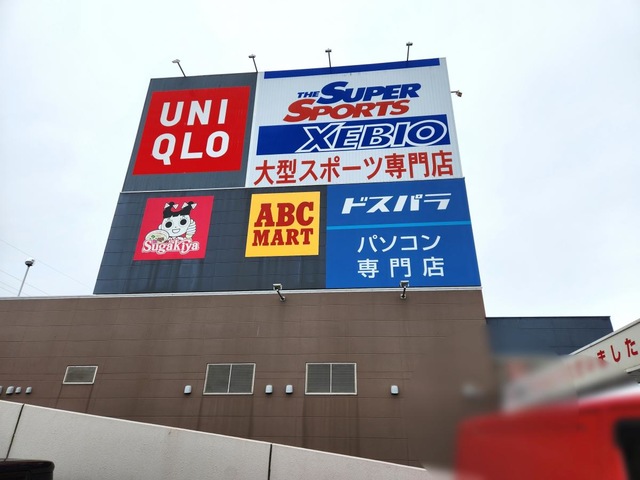 UNI
QLO
THE SUPER
SPORTS
XEBIO
大型スポーツ専門店
Sugakiya
ABC
MART
ドスパラ
パソコン
専門店
ました